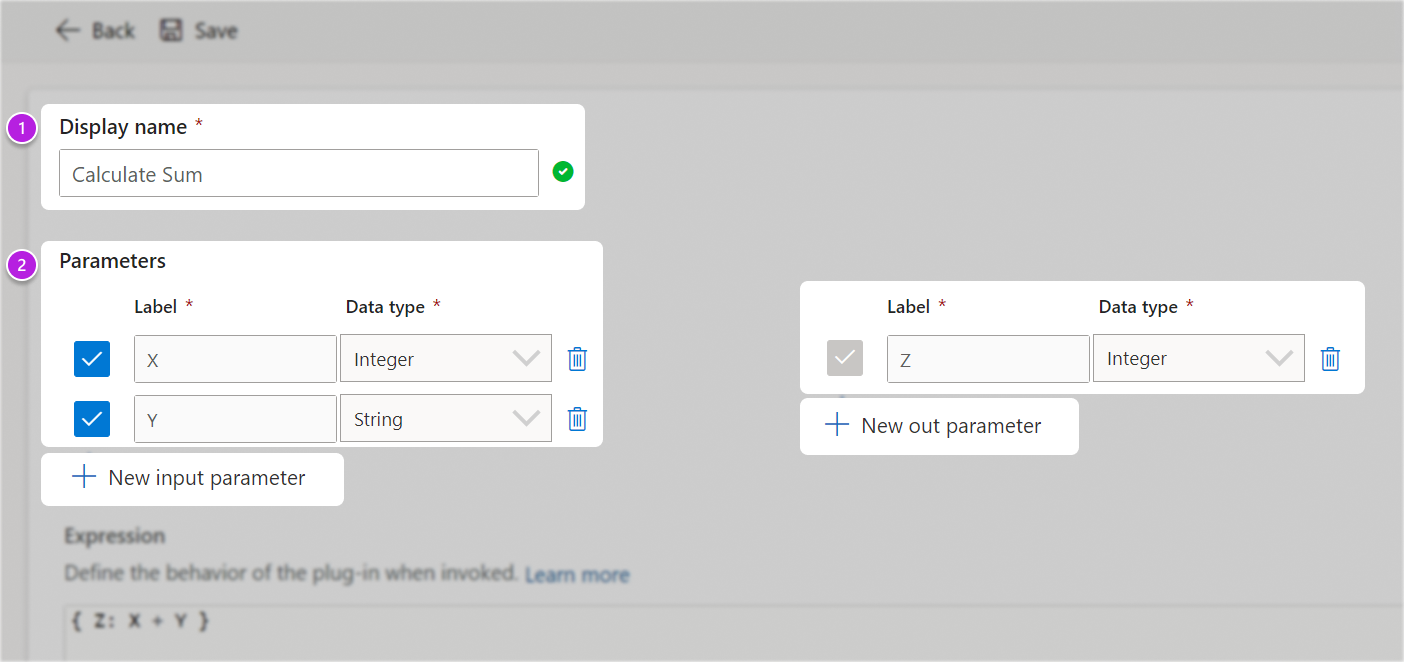 Back Save
1 Display name *
Calculate Sum
2 Parameters
Label * Data type * Label * Data type *
X Integer Z Integer
Y String
New out parameter
New input parameter
Expression
Define the behavior of the plug-in when invoked. Learn more
{ Z: X + Y }